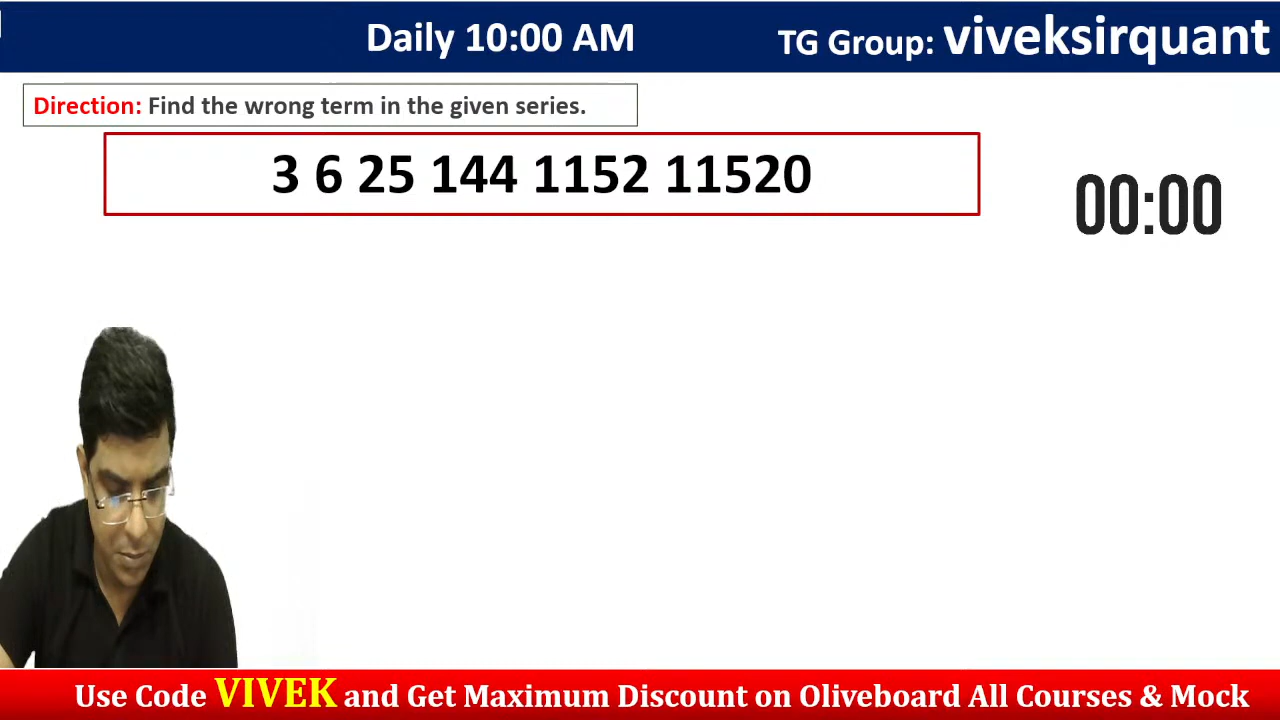 Daily 10:00 AM
TG Group: viveksirquant
Direction: Find the wrong term in the given series.
3 6 25 144 1152 11520
00:00
Use Code VIVEK and Get Maximum Discount on Oliveboard All Courses & Mock